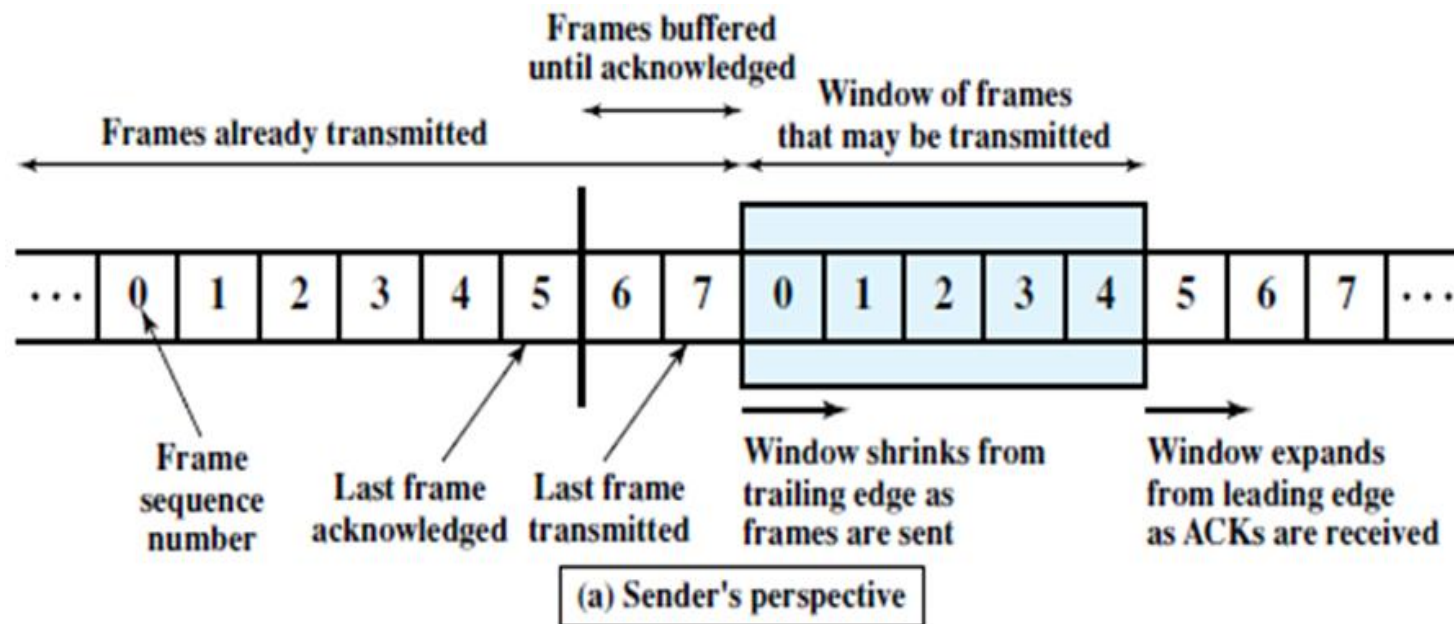 Frames buffered
until acknowledged
Window of frames
that may be transmitted
Frames already transmitted
··· 0 1 2 3 4 5 6 7 0 1 2 3 4 5 6 7 ···
Frame
sequence
number
Last frame
acknowledged
Last frame
transmitted
Window shrinks from
trailing edge as
frames are sent
Window expands
from leading edge
as ACKs are received
(a) Sender's perspective